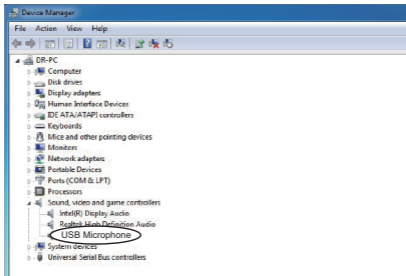 Device Manager
File Action View Help
DR-PC
Computer
Disk drives
Display adapters
Human Interface Devices
IDE ATA/ATAPI controllers
Keyboards
Mice and other pointing devices
Monitors
Network adapters
Portable Devices
Ports (COM & LPT)
Processors
Sound, video and game controllers
Intel(R) Display Audio
Realtek High Definition Audio
USB Microphone
System devices
Universal Serial Bus controllers